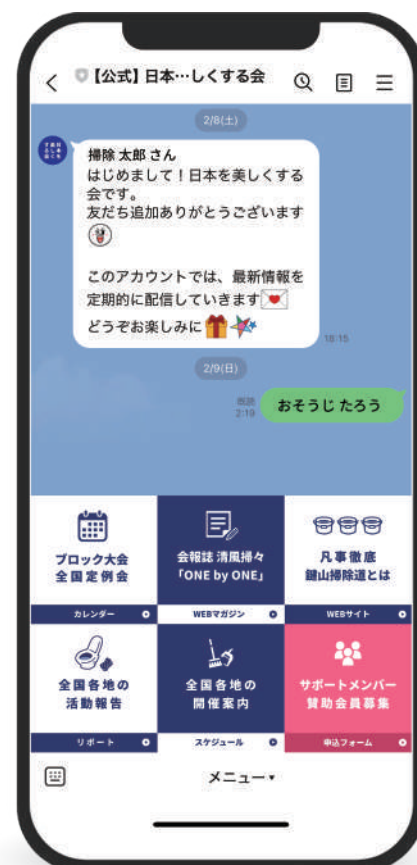 【公式】日本…しくする会
2/8(土)
掃除 太郎 さん
はじめまして！日本を美しくする
会です。
友だち追加ありがとうございます
このアカウントでは、最新情報を
定期的に配信していきます
どうぞお楽しみに
18:15
2/9(日)
既読
2:19
おそうじ たろう
ブロック大会
全国定例会
カレンダー
会報誌 清風掃々
「ONE by ONE」
WEBマガジン
凡事徹底
鍵山掃除道とは
WEBサイト
全国各地の
活動報告
リポート
全国各地の
開催案内
スケジュール
サポートメンバー
賛助会員募集
申込フォーム
メニュー▾